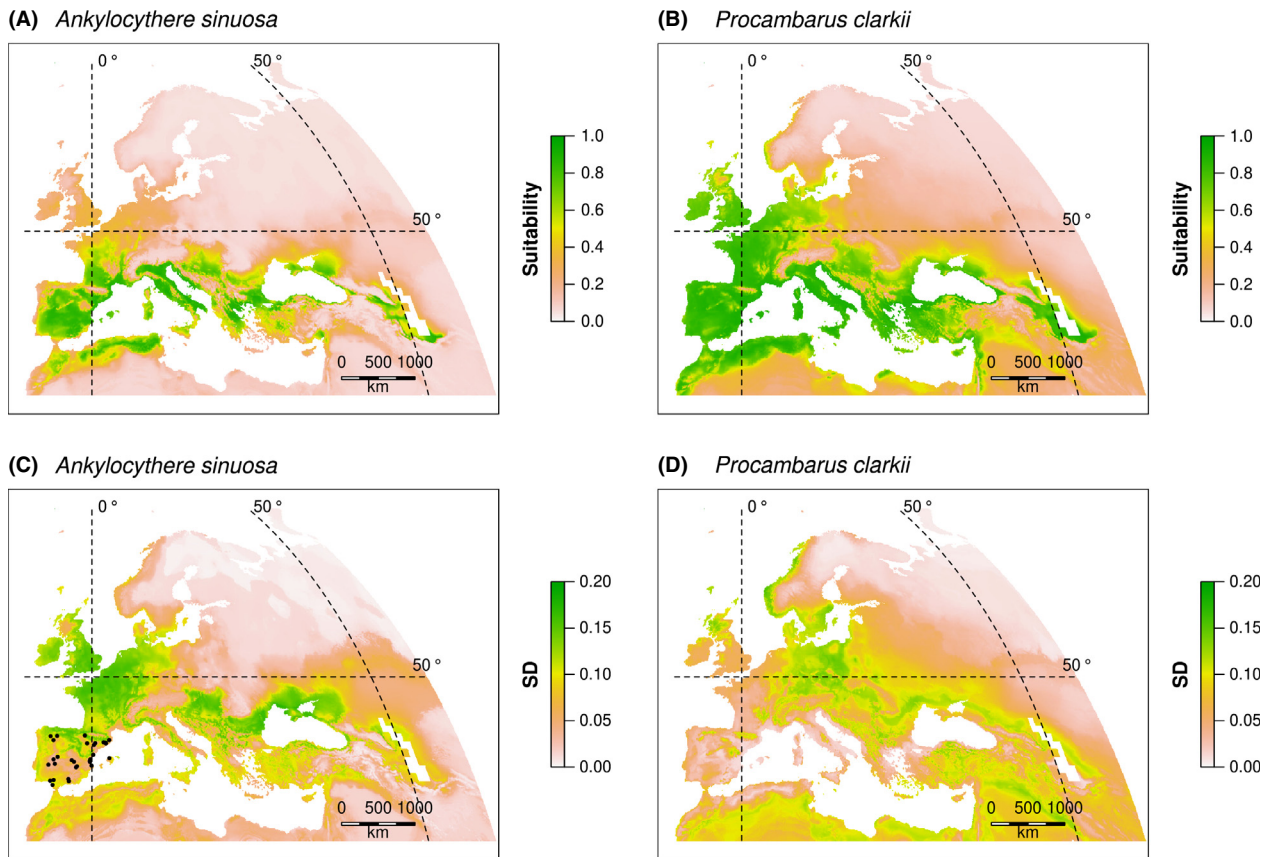 (A) Ankylocythere sinuosa
0 °
50 °
50 °
0 500 1000
km
Suitability
1.0
0.8
0.6
0.4
0.2
0.0
(B) Procambarus clarkii
0 °
50 °
50 °
0 500 1000
km
Suitability
1.0
0.8
0.6
0.4
0.2
0.0
(C) Ankylocythere sinuosa
0 °
50 °
50 °
0 500 1000
km
SD
0.20
0.15
0.10
0.05
0.00
(D) Procambarus clarkii
0 °
50 °
50 °
0 500 1000
km
SD
0.20
0.15
0.10
0.05
0.00